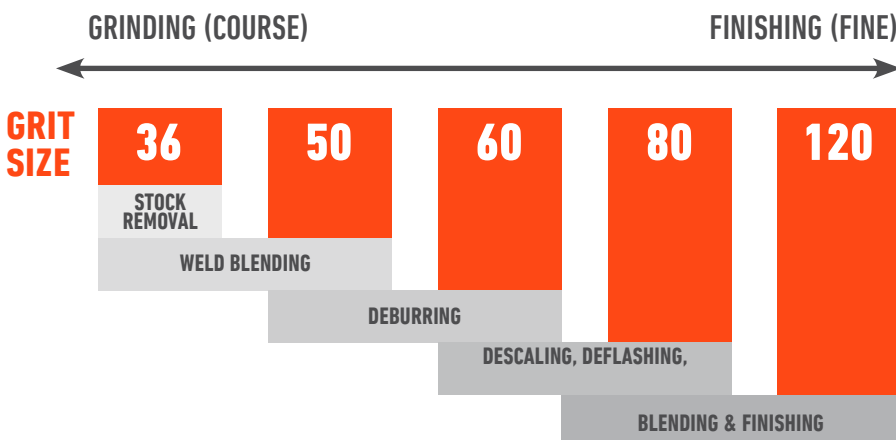 GRINDING (COURSE)
FINISHING (FINE)
GRIT
SIZE
36
50
60
80
120
STOCK
REMOVAL
WELD BLENDING
DEBURRING
DESCALING, DEFLASHING,
BLENDING & FINISHING